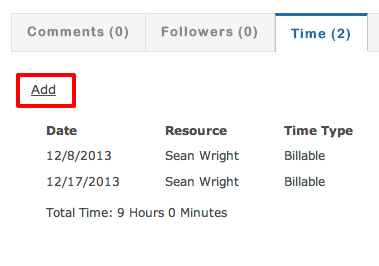 Comments (0) Followers (0) Time (2)
Add
Date Resource Time Type
12/8/2013 Sean Wright Billable
12/17/2013 Sean Wright Billable
Total Time: 9 Hours 0 Minutes